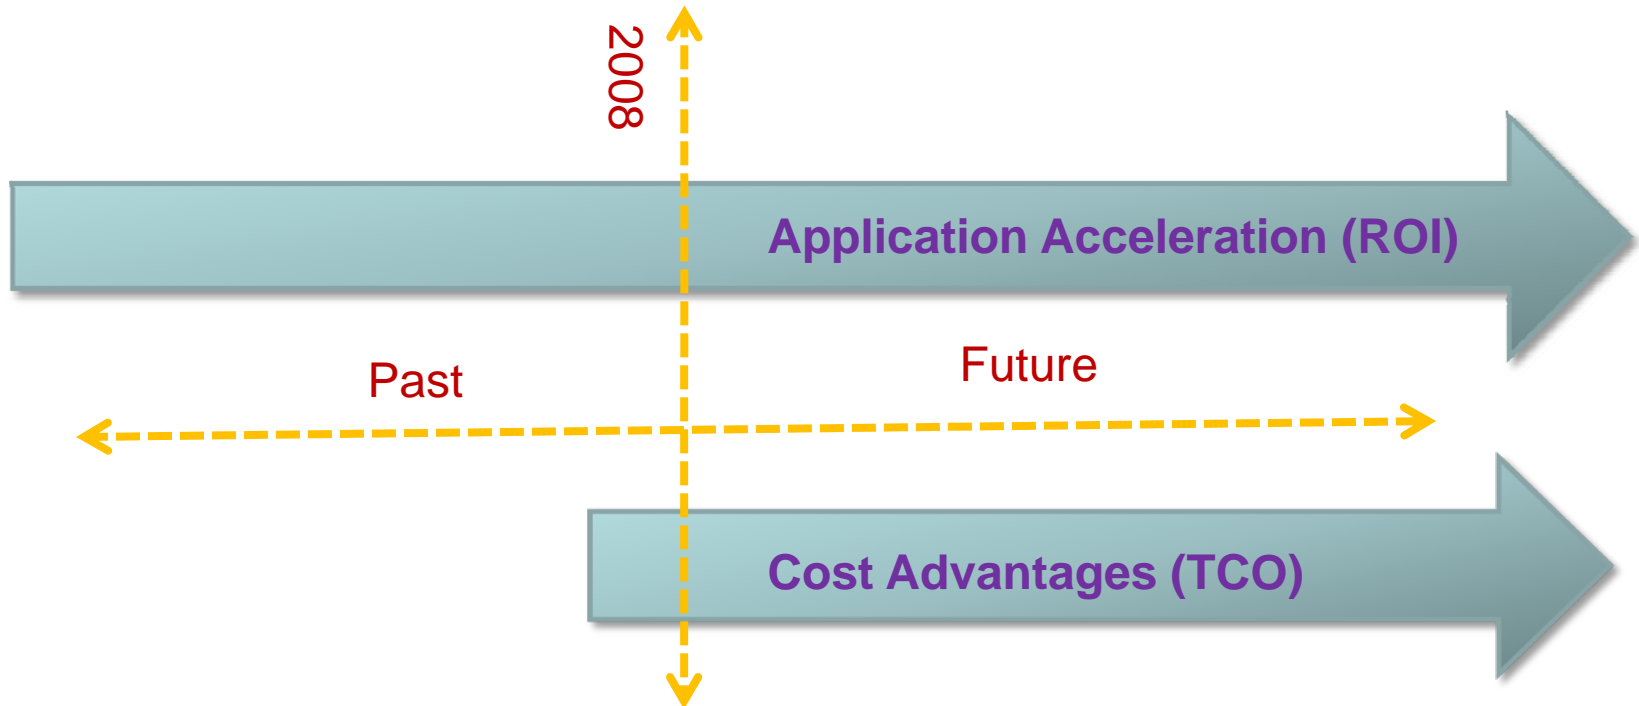 2008
Application Acceleration (ROI)
Past
Future
Cost Advantages (TCO)